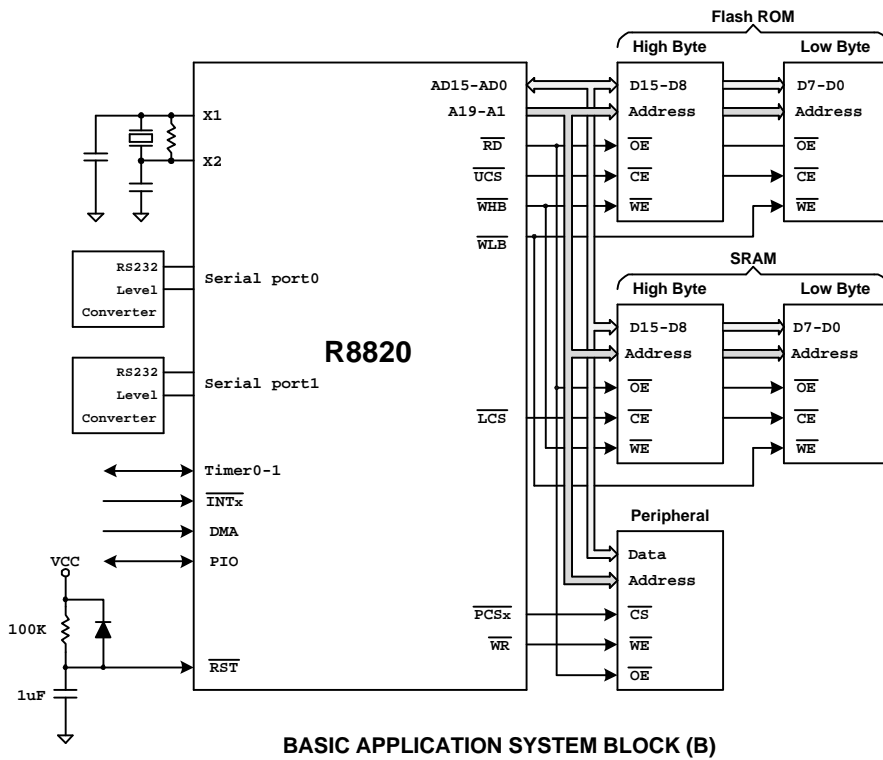 Flash ROM
High Byte
Low Byte
AD15-AD0
D15-D8
D7-D0
A19-A1
Address
Address
X1
RD
OE
OE
X2
UCS
CE
CE
WHB
WE
WE
WLB
RS232
Level
Converter
Serial port0
SRAM
High Byte
Low Byte
D15-D8
D7-D0
R8820
Address
Address
RS232
Level
Converter
Serial port1
OE
OE
LCS
CE
CE
WE
WE
Timer0-1
INTx
DMA
PIO
Peripheral
Data
Address
VCC
PCSx
CS
100K
WR
WE
RST
OE
1uF
BASIC APPLICATION SYSTEM BLOCK (B)